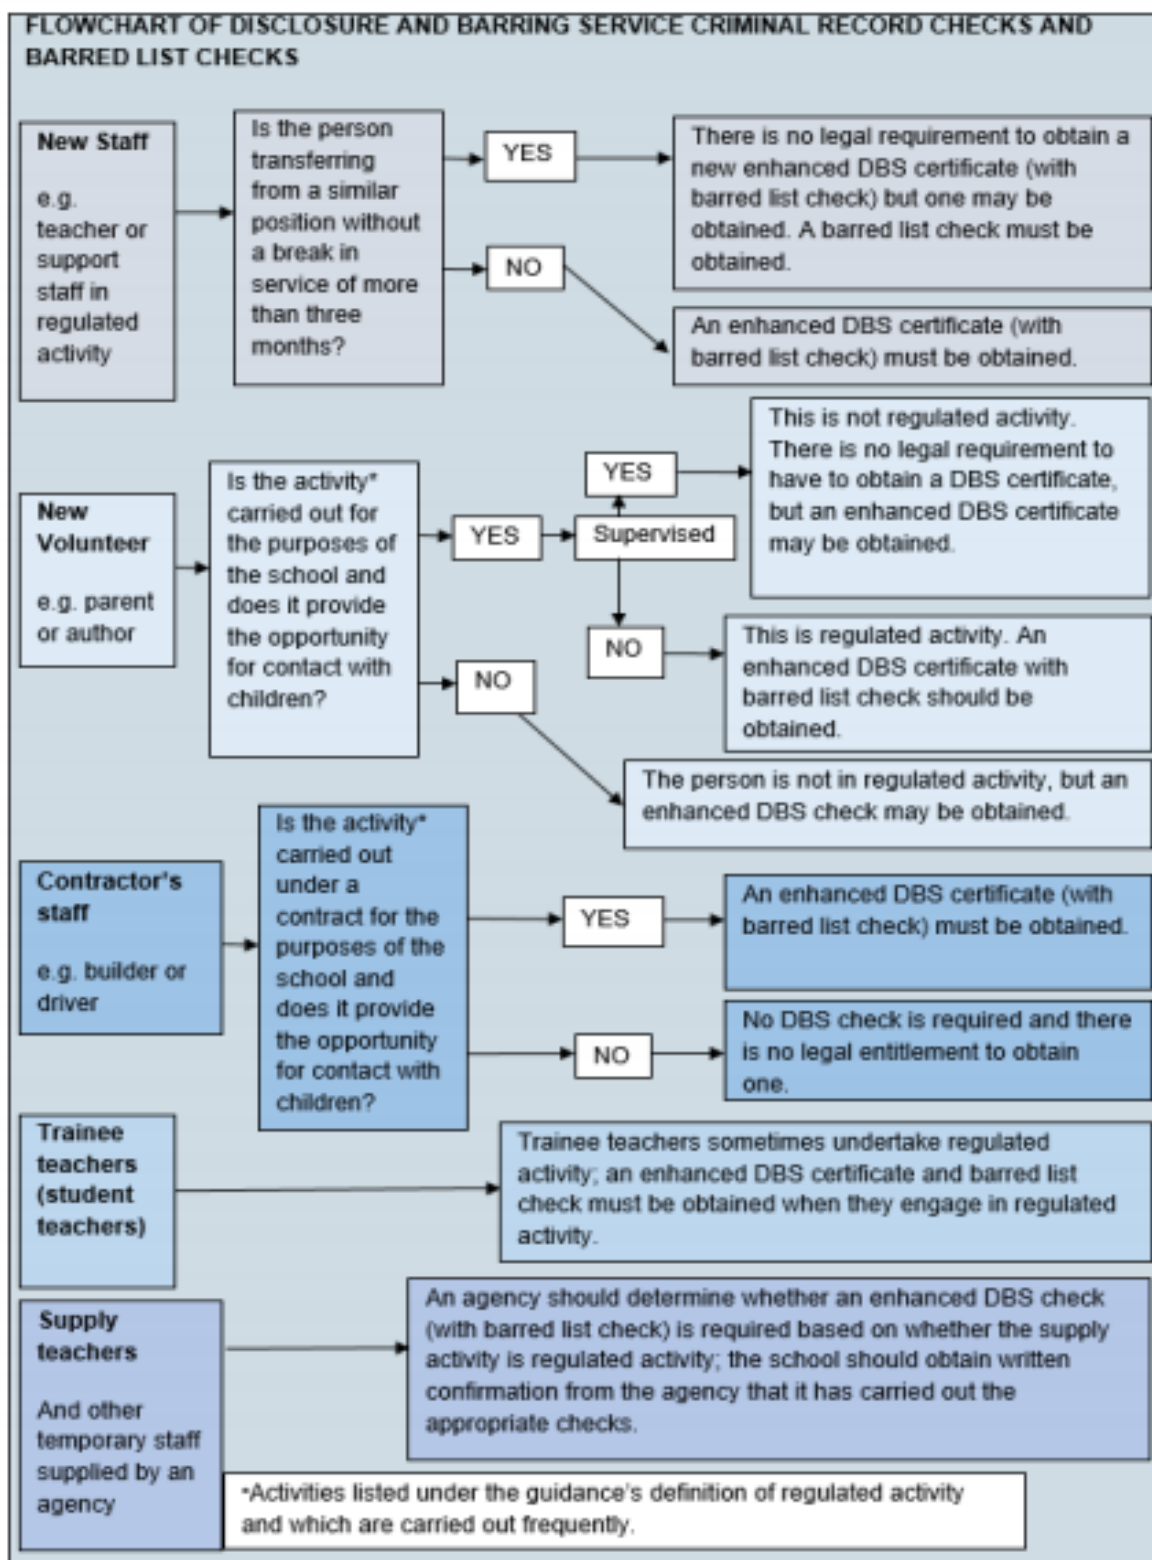 FLOWCHART OF DISCLOSURE AND BARRING SERVICE CRIMINAL RECORD CHECKS AND
BARRED LIST CHECKS
New Staff
e.g.
teacher or
support
staff in
regulated
activity
Is the person
transferring
from a similar
position without
a break in
service of more
than three
months?
YES
There is no legal requirement to obtain a
new enhanced DBS certificate (with
barred list check) but one may be
obtained. A barred list check must be
obtained.
NO
An enhanced DBS certificate (with
barred list check) must be obtained.
New
Volunteer
e.g. parent
or author
Is the activity*
carried out for
the purposes of
the school and
does it provide
the opportunity
for contact with
children?
YES
Supervised
YES
This is not regulated activity.
There is no legal requirement to
have to obtain a DBS certificate,
but an enhanced DBS certificate
may be obtained.
NO
This is regulated activity. An
enhanced DBS certificate with
barred list check should be
obtained.
NO
The person is not in regulated activity, but an
enhanced DBS check may be obtained.
Contractor's
staff
e.g. builder or
driver
Is the activity*
carried out
under a
contract for the
purposes of the
school and
does it provide
the opportunity
for contact with
children?
YES
An enhanced DBS certificate (with
barred list check) must be obtained.
NO
No DBS check is required and there
is no legal entitlement to obtain
one.
Trainee
teachers
(student
teachers)
Trainee teachers sometimes undertake regulated
activity; an enhanced DBS certificate and barred list
check must be obtained when they engage in regulated
activity.
Supply
teachers
And other
temporary staff
supplied by an
agency
An agency should determine whether an enhanced DBS check
(with barred list check) is required based on whether the supply
activity is regulated activity; the school should obtain written
confirmation from the agency that it has carried out the
appropriate checks.
*Activities listed under the guidance's definition of regulated activity
and which are carried out frequently.